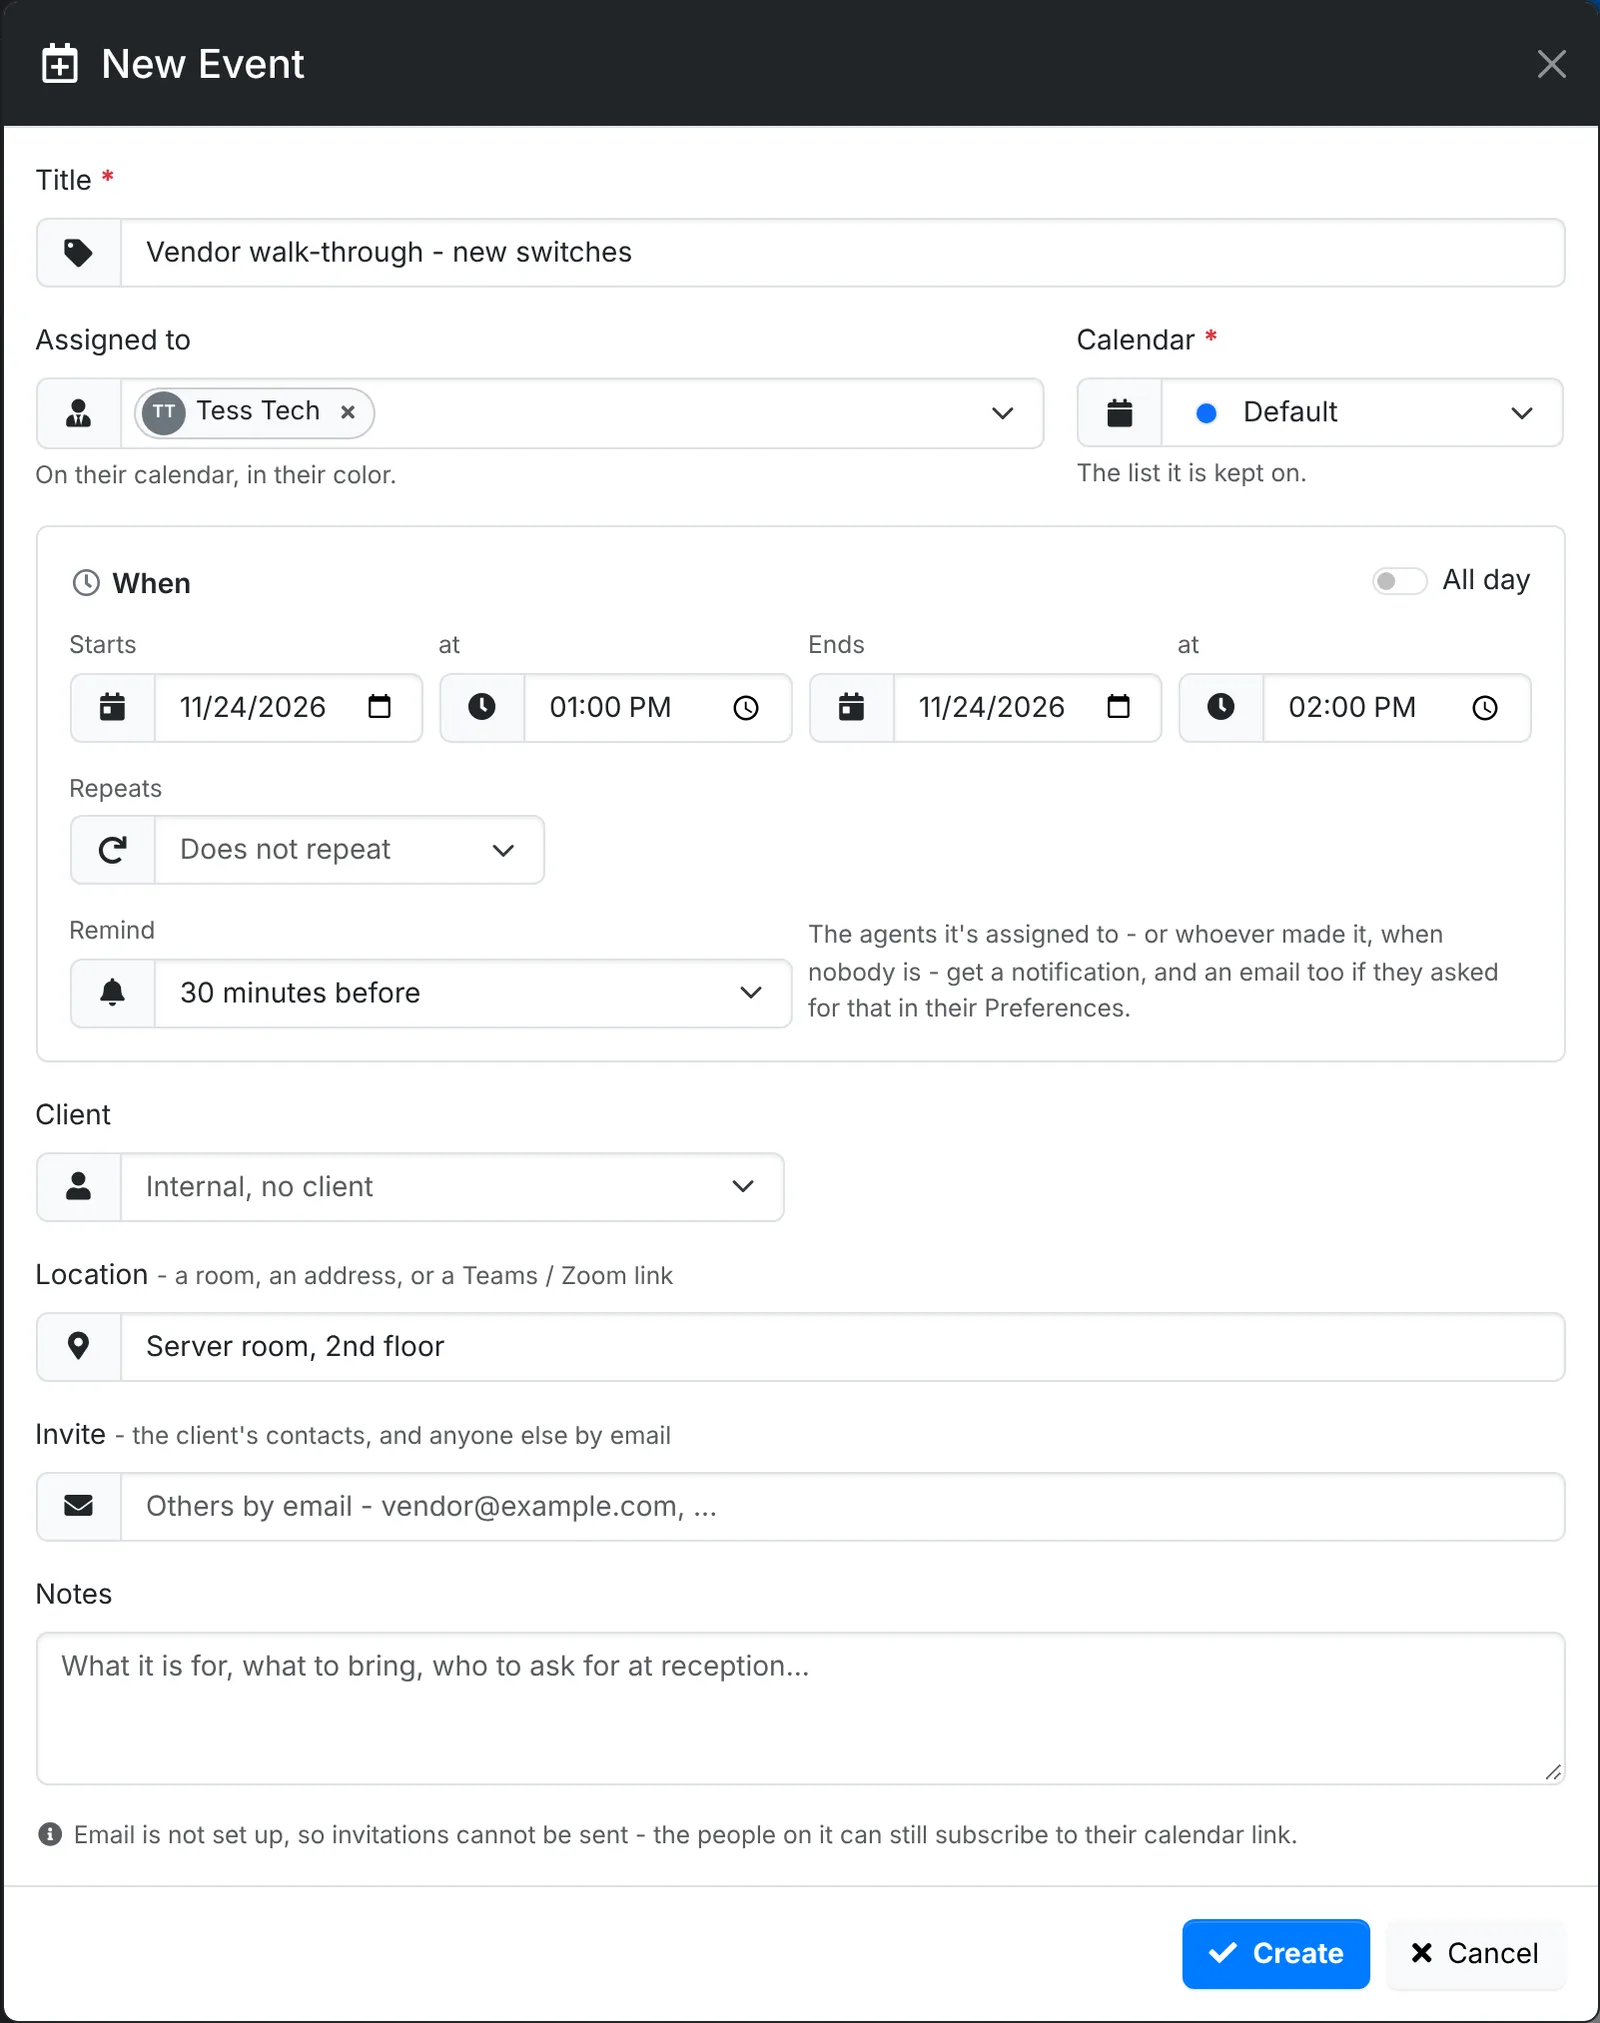 New Event
Title *
Vendor walk-through - new switches
Assigned to
Calendar *
TT Tess Tech
Default
On their calendar, in their color.
The list it is kept on.
When
All day
Starts
at
Ends
at
11/24/2026
01:00 PM
11/24/2026
02:00 PM
Repeats
Does not repeat
Remind
30 minutes before
The agents it's assigned to - or whoever made it, when
nobody is - get a notification, and an email too if they asked
for that in their Preferences.
Client
Internal, no client
Location - a room, an address, or a Teams / Zoom link
Server room, 2nd floor
Invite - the client's contacts, and anyone else by email
Others by email - vendor@example.com, ...
Notes
What it is for, what to bring, who to ask for at reception...
Email is not set up, so invitations cannot be sent - the people on it can still subscribe to their calendar link.
Create
Cancel